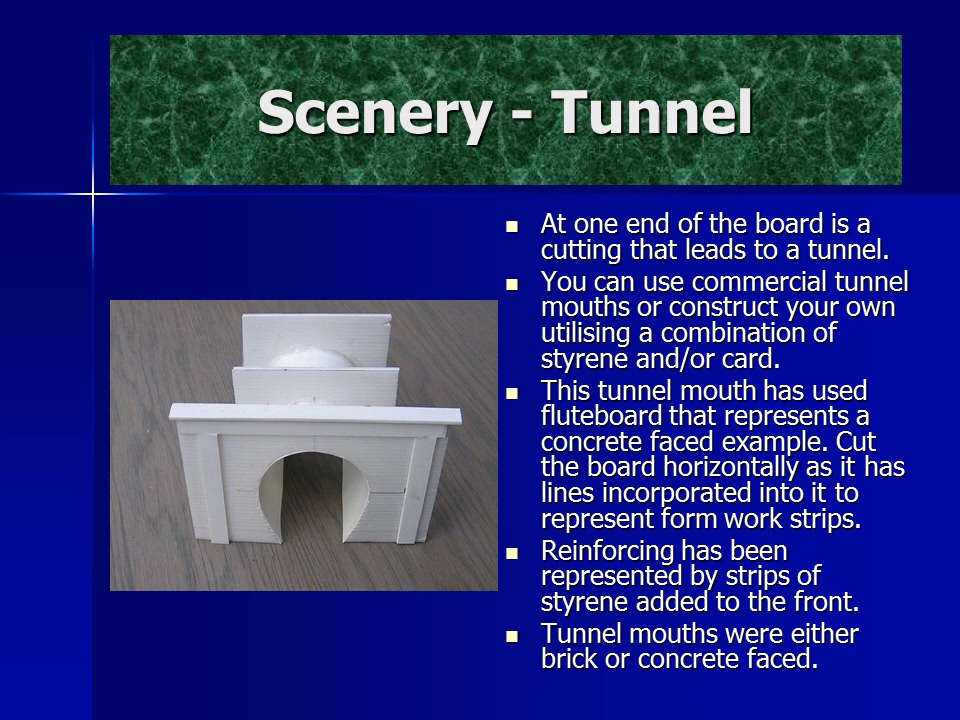 Scenery - Tunnel
At one end of the board is a
cutting that leads to a tunnel.
You can use commercial tunnel
mouths or construct your own
utilising a combination of
styrene and/or card.
This tunnel mouth has used
fluteboard that represents a
concrete faced example. Cut
the board horizontally as it has
lines incorporated into it to
represent form work strips.
Reinforcing has been
represented by strips of
styrene added to the front.
Tunnel mouths were either
brick or concrete faced.